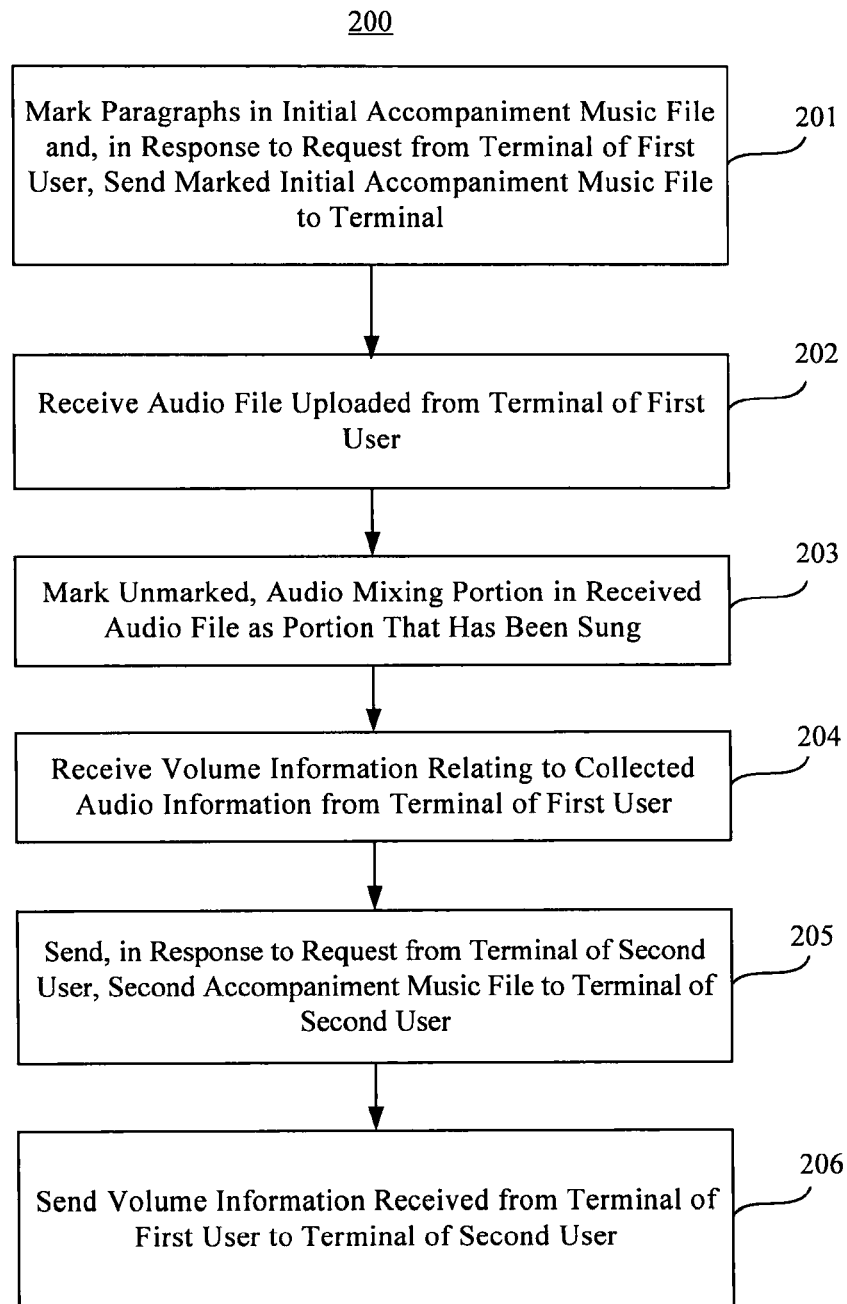 200
Mark Paragraphs in Initial Accompaniment Music File
and, in Response to Request from Terminal of First
User, Send Marked Initial Accompaniment Music File
to Terminal
201
Receive Audio File Uploaded from Terminal of First
User
202
Mark Unmarked, Audio Mixing Portion in Received
Audio File as Portion That Has Been Sung
203
Receive Volume Information Relating to Collected
Audio Information from Terminal of First User
204
Send, in Response to Request from Terminal of Second
User, Second Accompaniment Music File to Terminal of
Second User
205
Send Volume Information Received from Terminal of
First User to Terminal of Second User
206